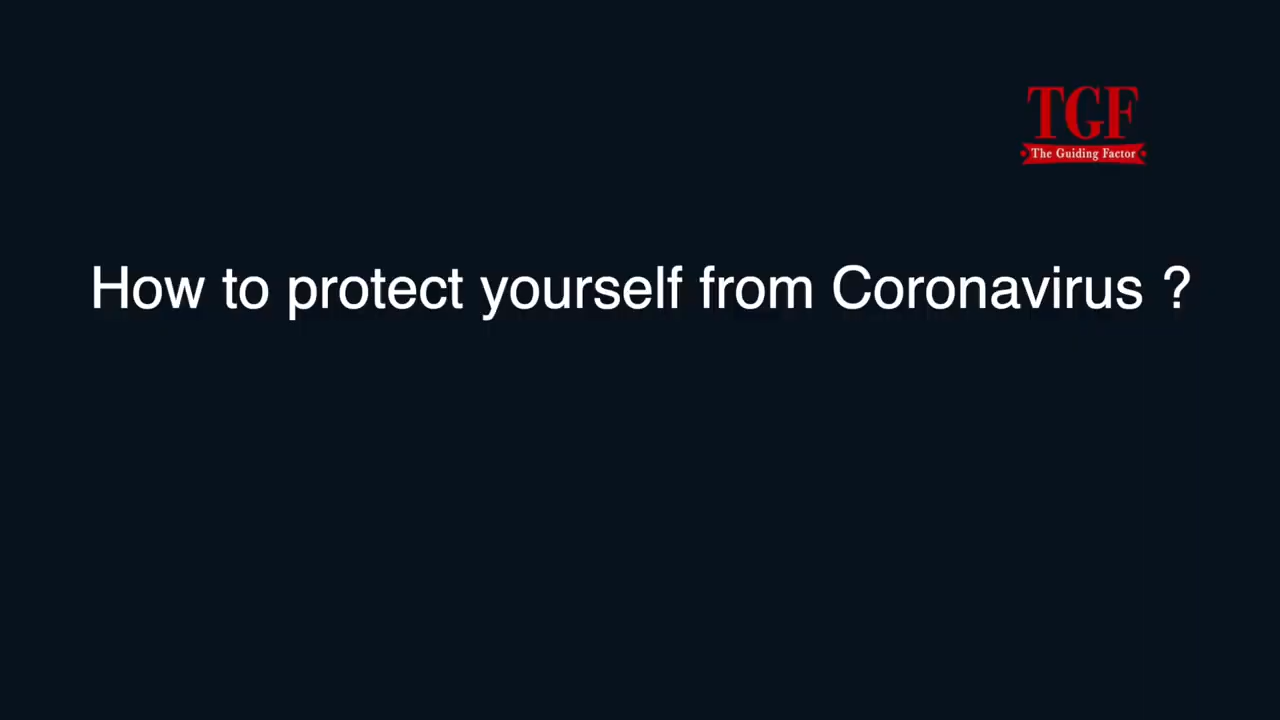 TGF
The Guiding Factor
How to protect yourself from Coronavirus ?